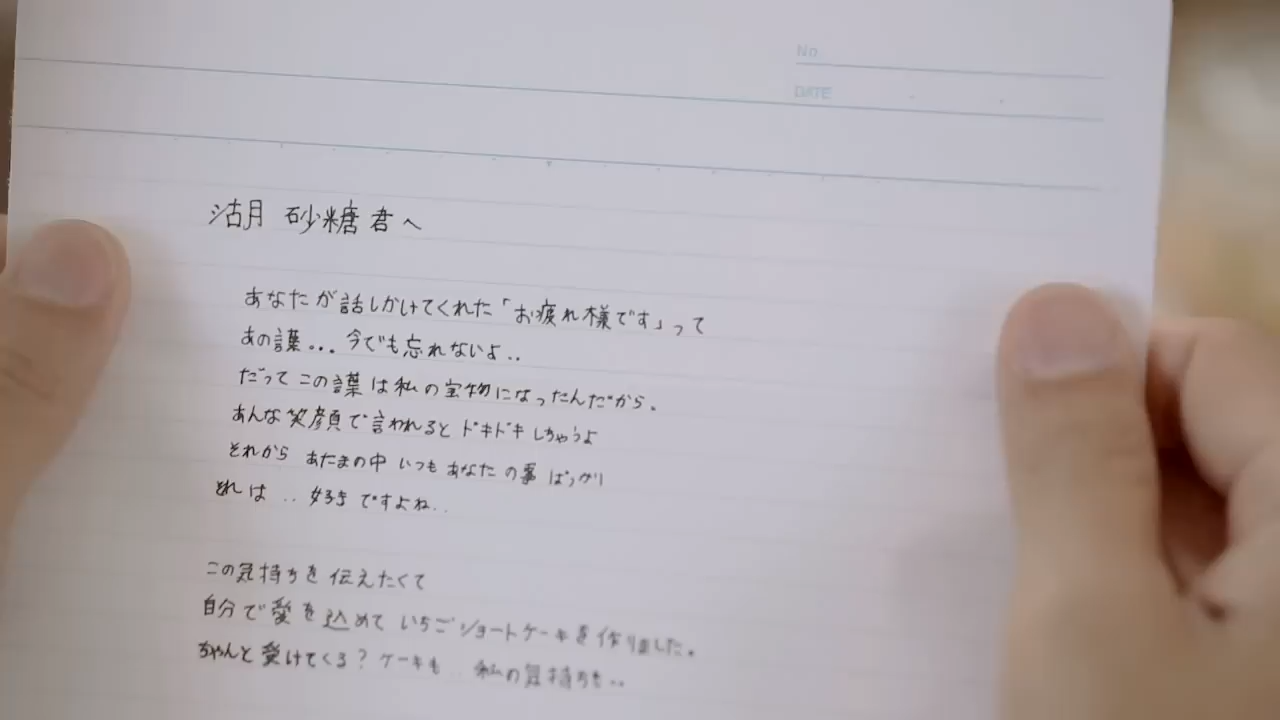 No.
DATE
沽月 砂糖君へ
あなたが話しかけてくれた「お疲れ様です」って
あの葉... 今でも忘れないよ..
だってこの葉は私の宝物になったんだから。
あんな笑顔で言われるとドキドキしちゃうよ
それから あたまの中 いつも あなたの事 ばっかり
それは .. 好き ですよね..
この気持ちを 伝えたくて
自分で愛を込めて いちごショートケーキを作りました。
ちゃんと受けてくる? ケーキも .. 私の気持ちも..